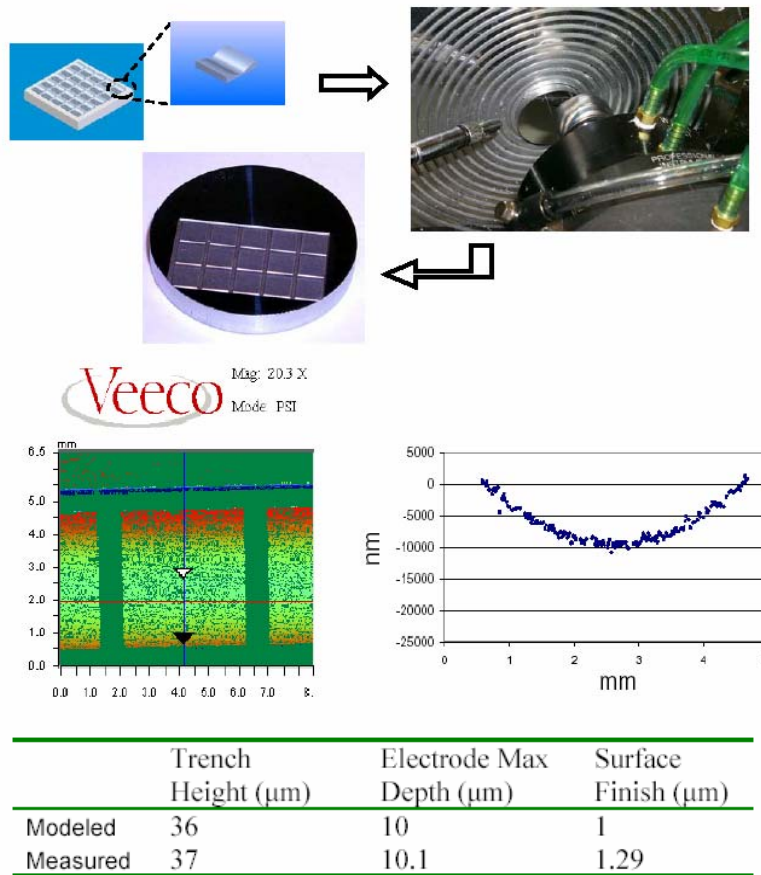 PROFESSIONAL
Veeco
Mag: 20.3 X
Mode: PSI
mm
6.5
5.0
4.0
3.0
2.0
1.0
0.0
0.0 1.0 2.0 3.0 4.0 5.0 6.0 7.0 8.
5000
0
-5000
-10000
-15000
-20000
-25000
nm
0 1 2 3 4
mm
Trench Height (μm) Electrode Max Depth (μm) Surface Finish (μm)
Modeled 36 10 1
Measured 37 10.1 1.29